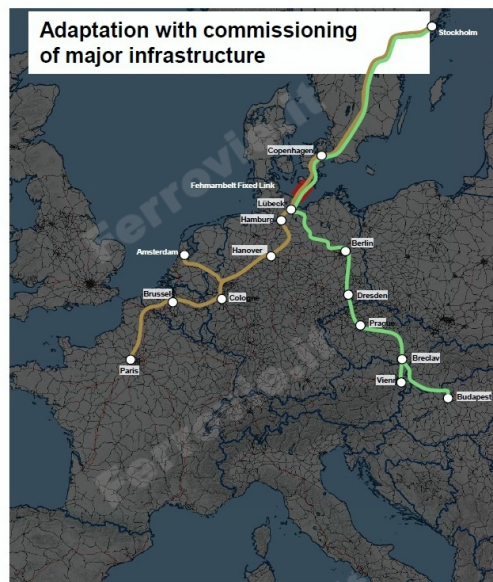 Adaptation with commissioning
of major infrastructure
Stockholm
Copenhagen
Fehmarnbelt Fixed Link
Lübeck
Hamburg
Amsterdam
Hanover
Berlin
Brussel
Cologne
Dresden
Prague
Paris
Breclav
Vienn
Budapest
ferrovie.it
ferrovie.it